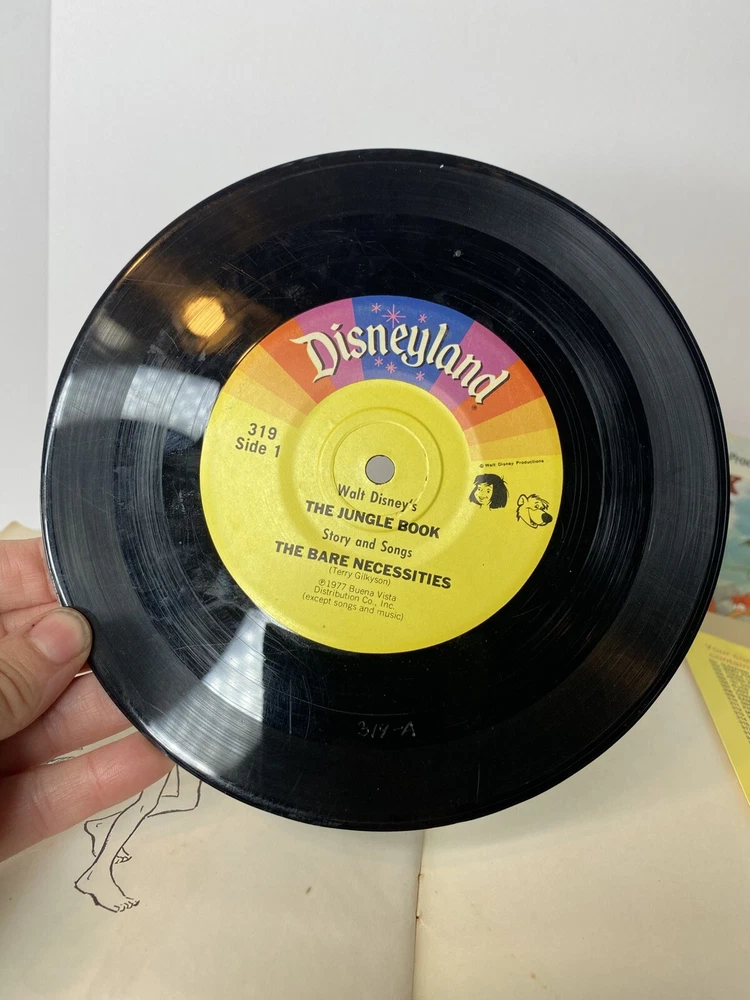 Disneyland
®
319
Side 1
© Walt Disney Productions
Walt Disney's
THE JUNGLE BOOK
Story and Songs
THE BARE NECESSITIES
(Terry Gilkyson)
℗1977 Buena Vista
Distribution Co., Inc.
(except songs and music)
319-A